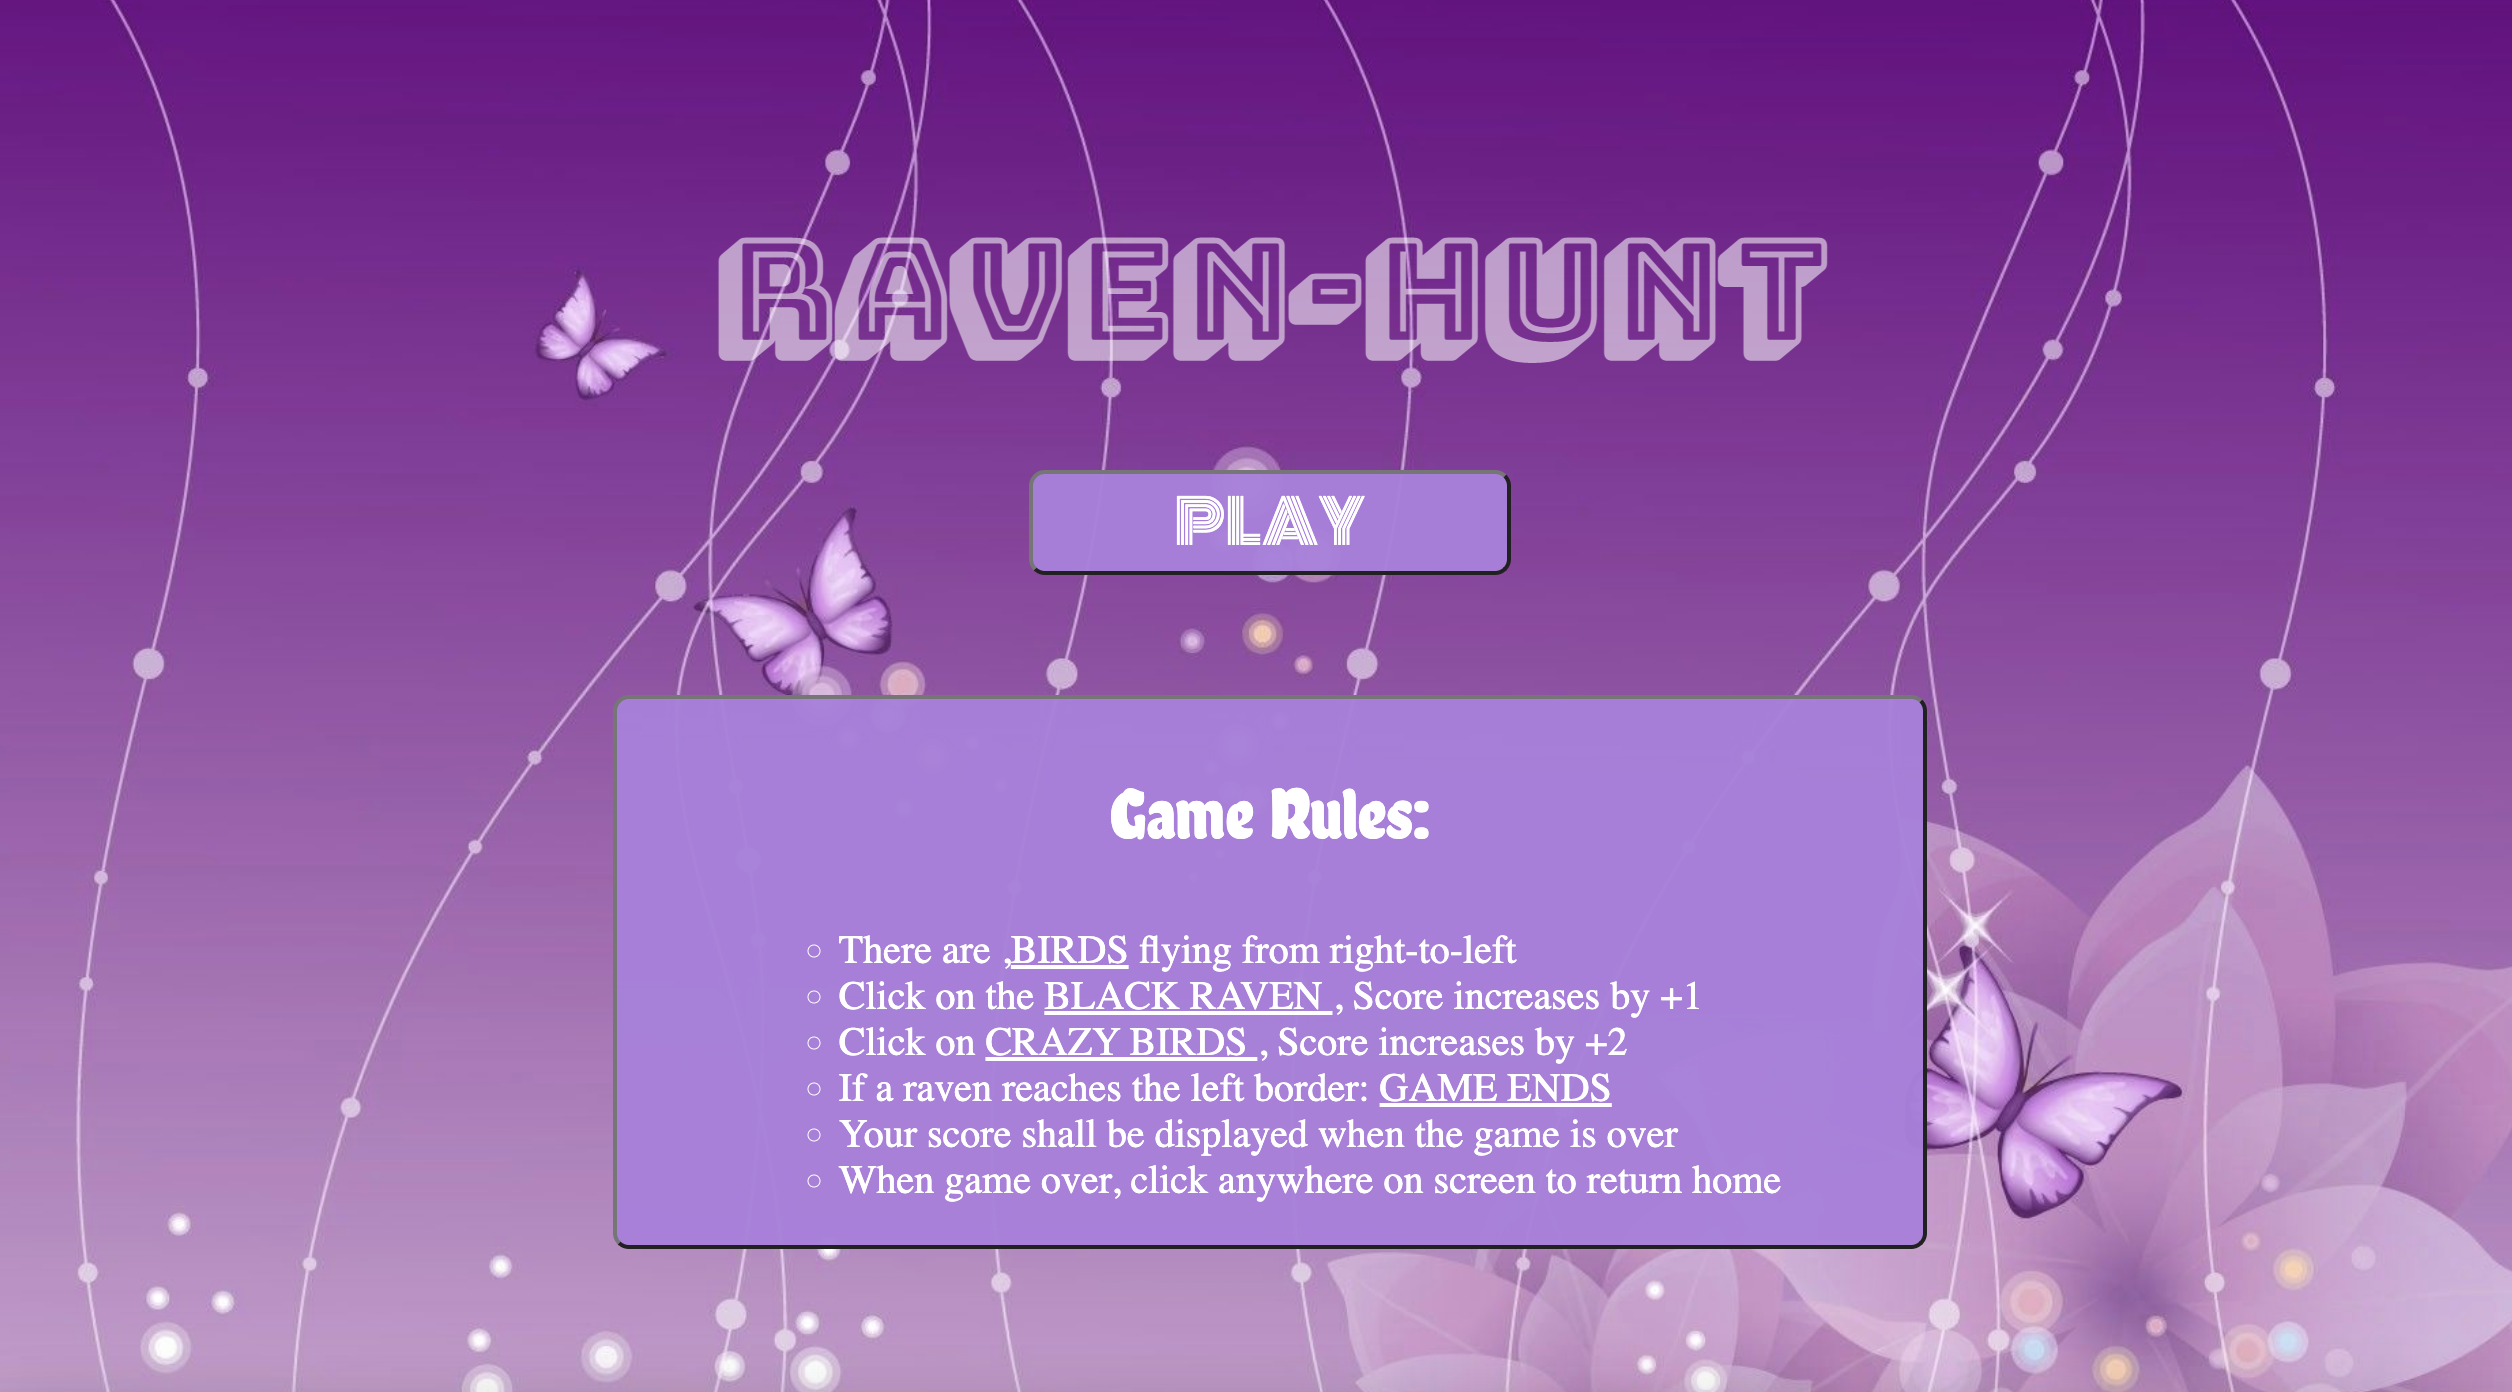 RAVEN-HUNT
PLAY
Game Rules:
There are ,BIRDS flying from right-to-left
Click on the BLACK RAVEN , Score increases by +1
Click on CRAZY BIRDS , Score increases by +2
If a raven reaches the left border: GAME ENDS
Your score shall be displayed when the game is over
When game over, click anywhere on screen to return home